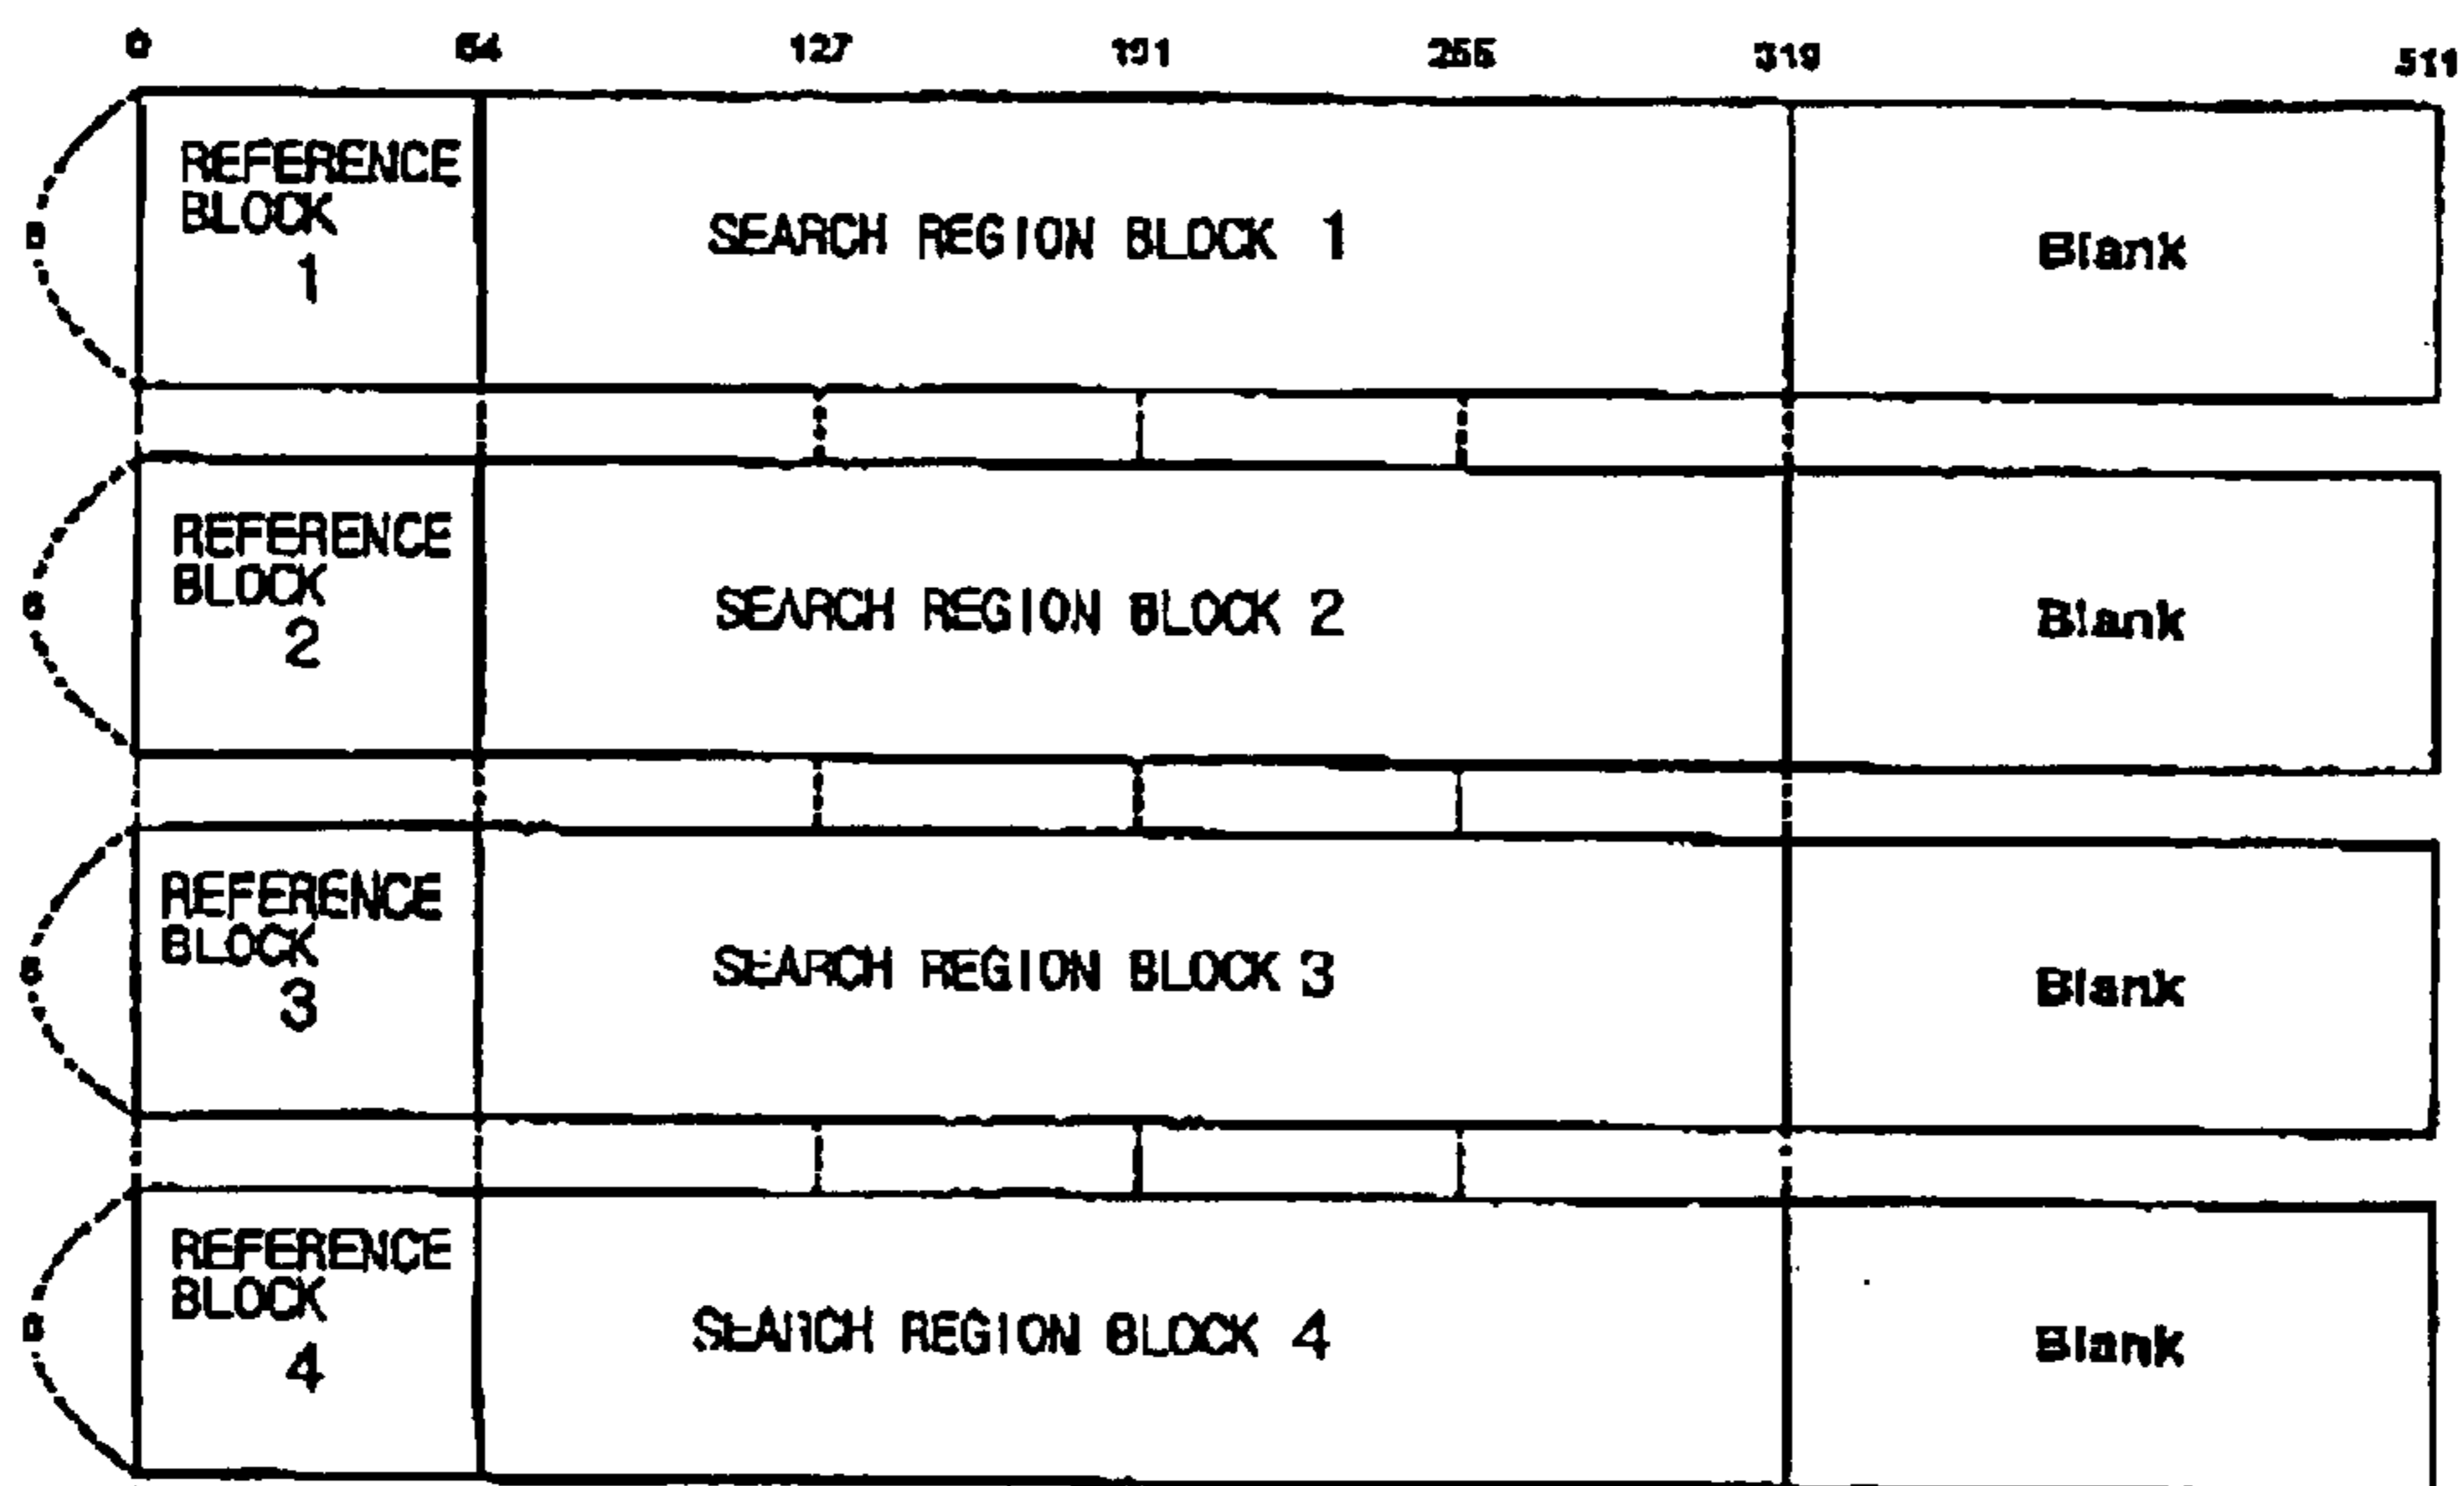 0 64 127 191 255 319 511
REFERENCE
BLOCK
1
SEARCH REGION BLOCK 1
Blank
REFERENCE
BLOCK
2
SEARCH REGION BLOCK 2
Blank
REFERENCE
BLOCK
3
SEARCH REGION BLOCK 3
Blank
REFERENCE
BLOCK
4
SEARCH REGION BLOCK 4
Blank